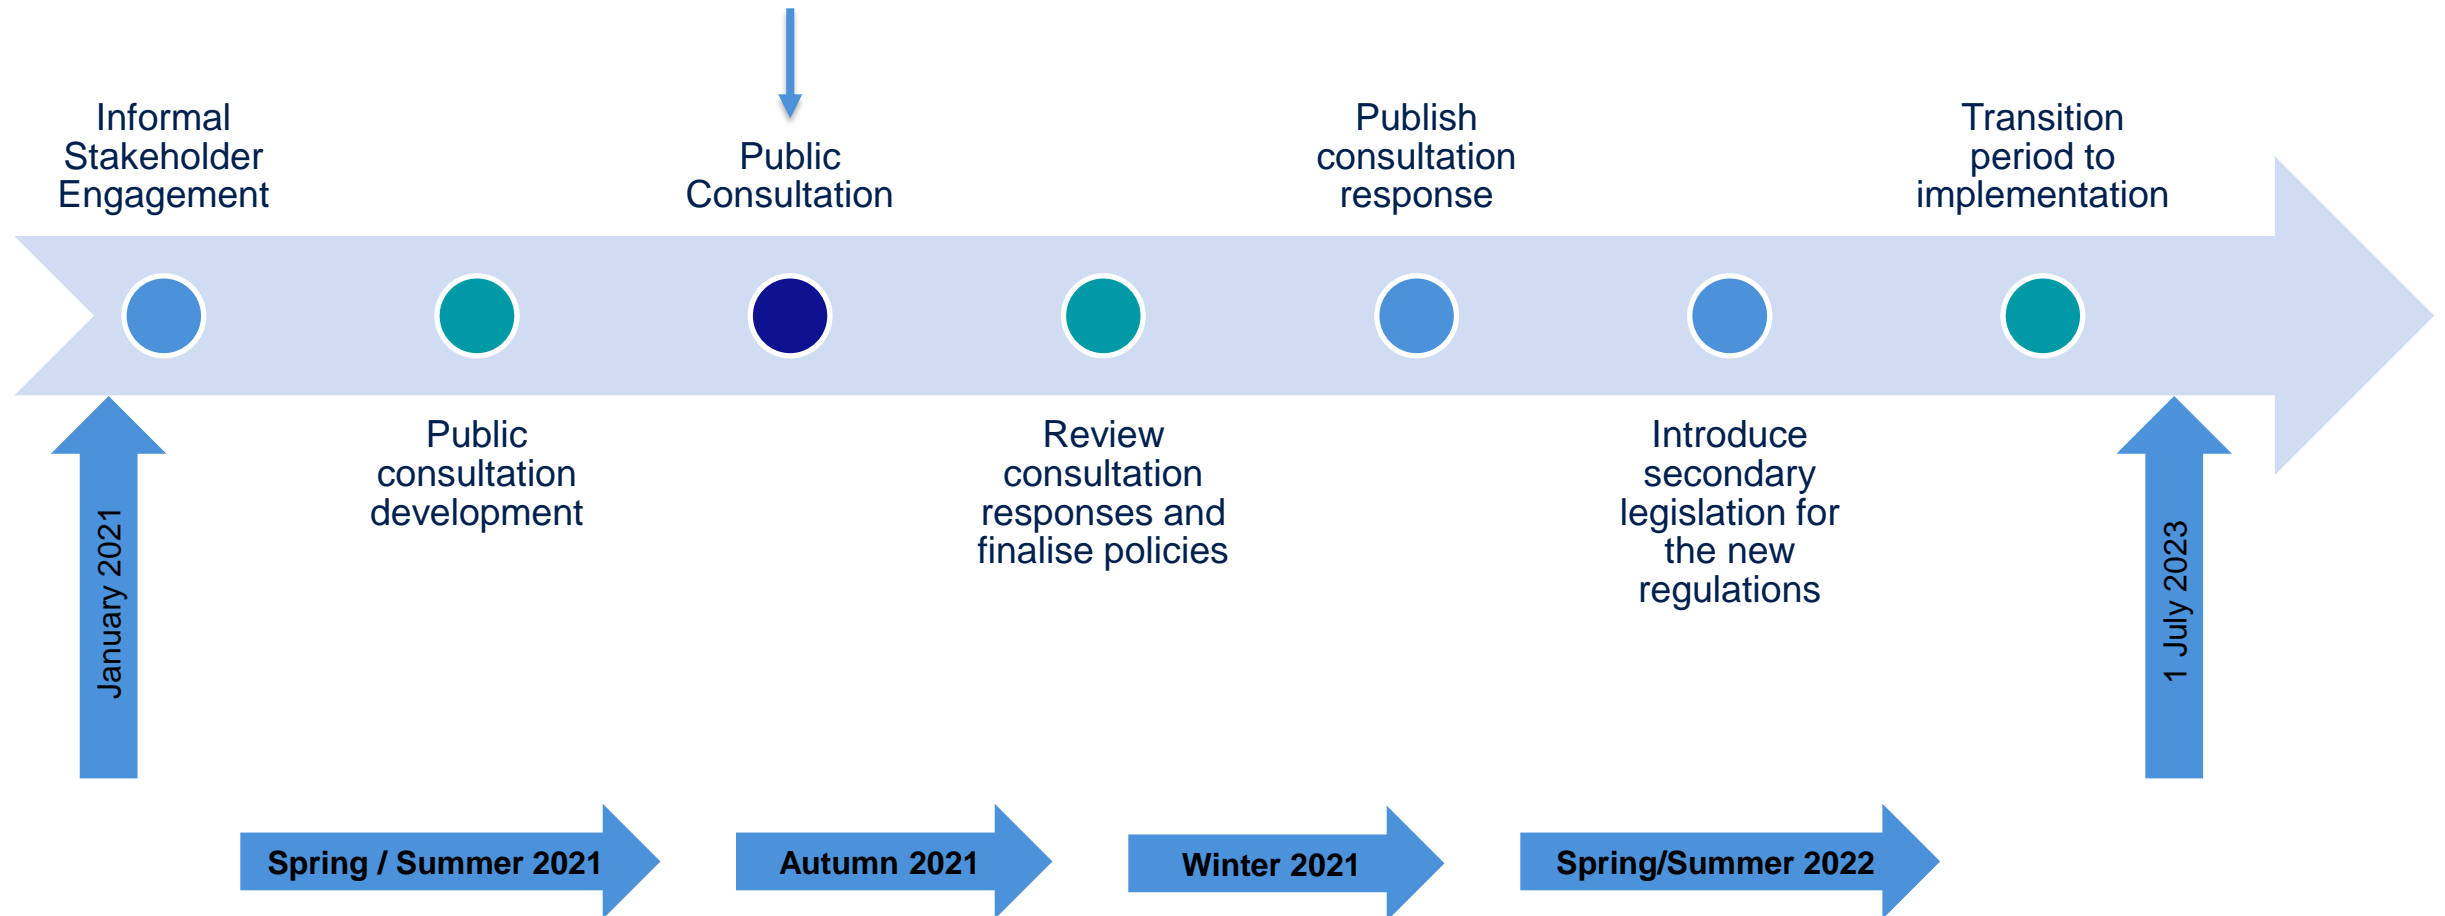 Informal
Stakeholder
Engagement
Public
Consultation
Publish
consultation
response
Transition
period to
implementation
Public
consultation
development
Review
consultation
responses and
finalise policies
Introduce
secondary
legislation for
the new
regulations
January 2021
1 July 2023
Spring / Summer 2021
Autumn 2021
Winter 2021
Spring/Summer 2022